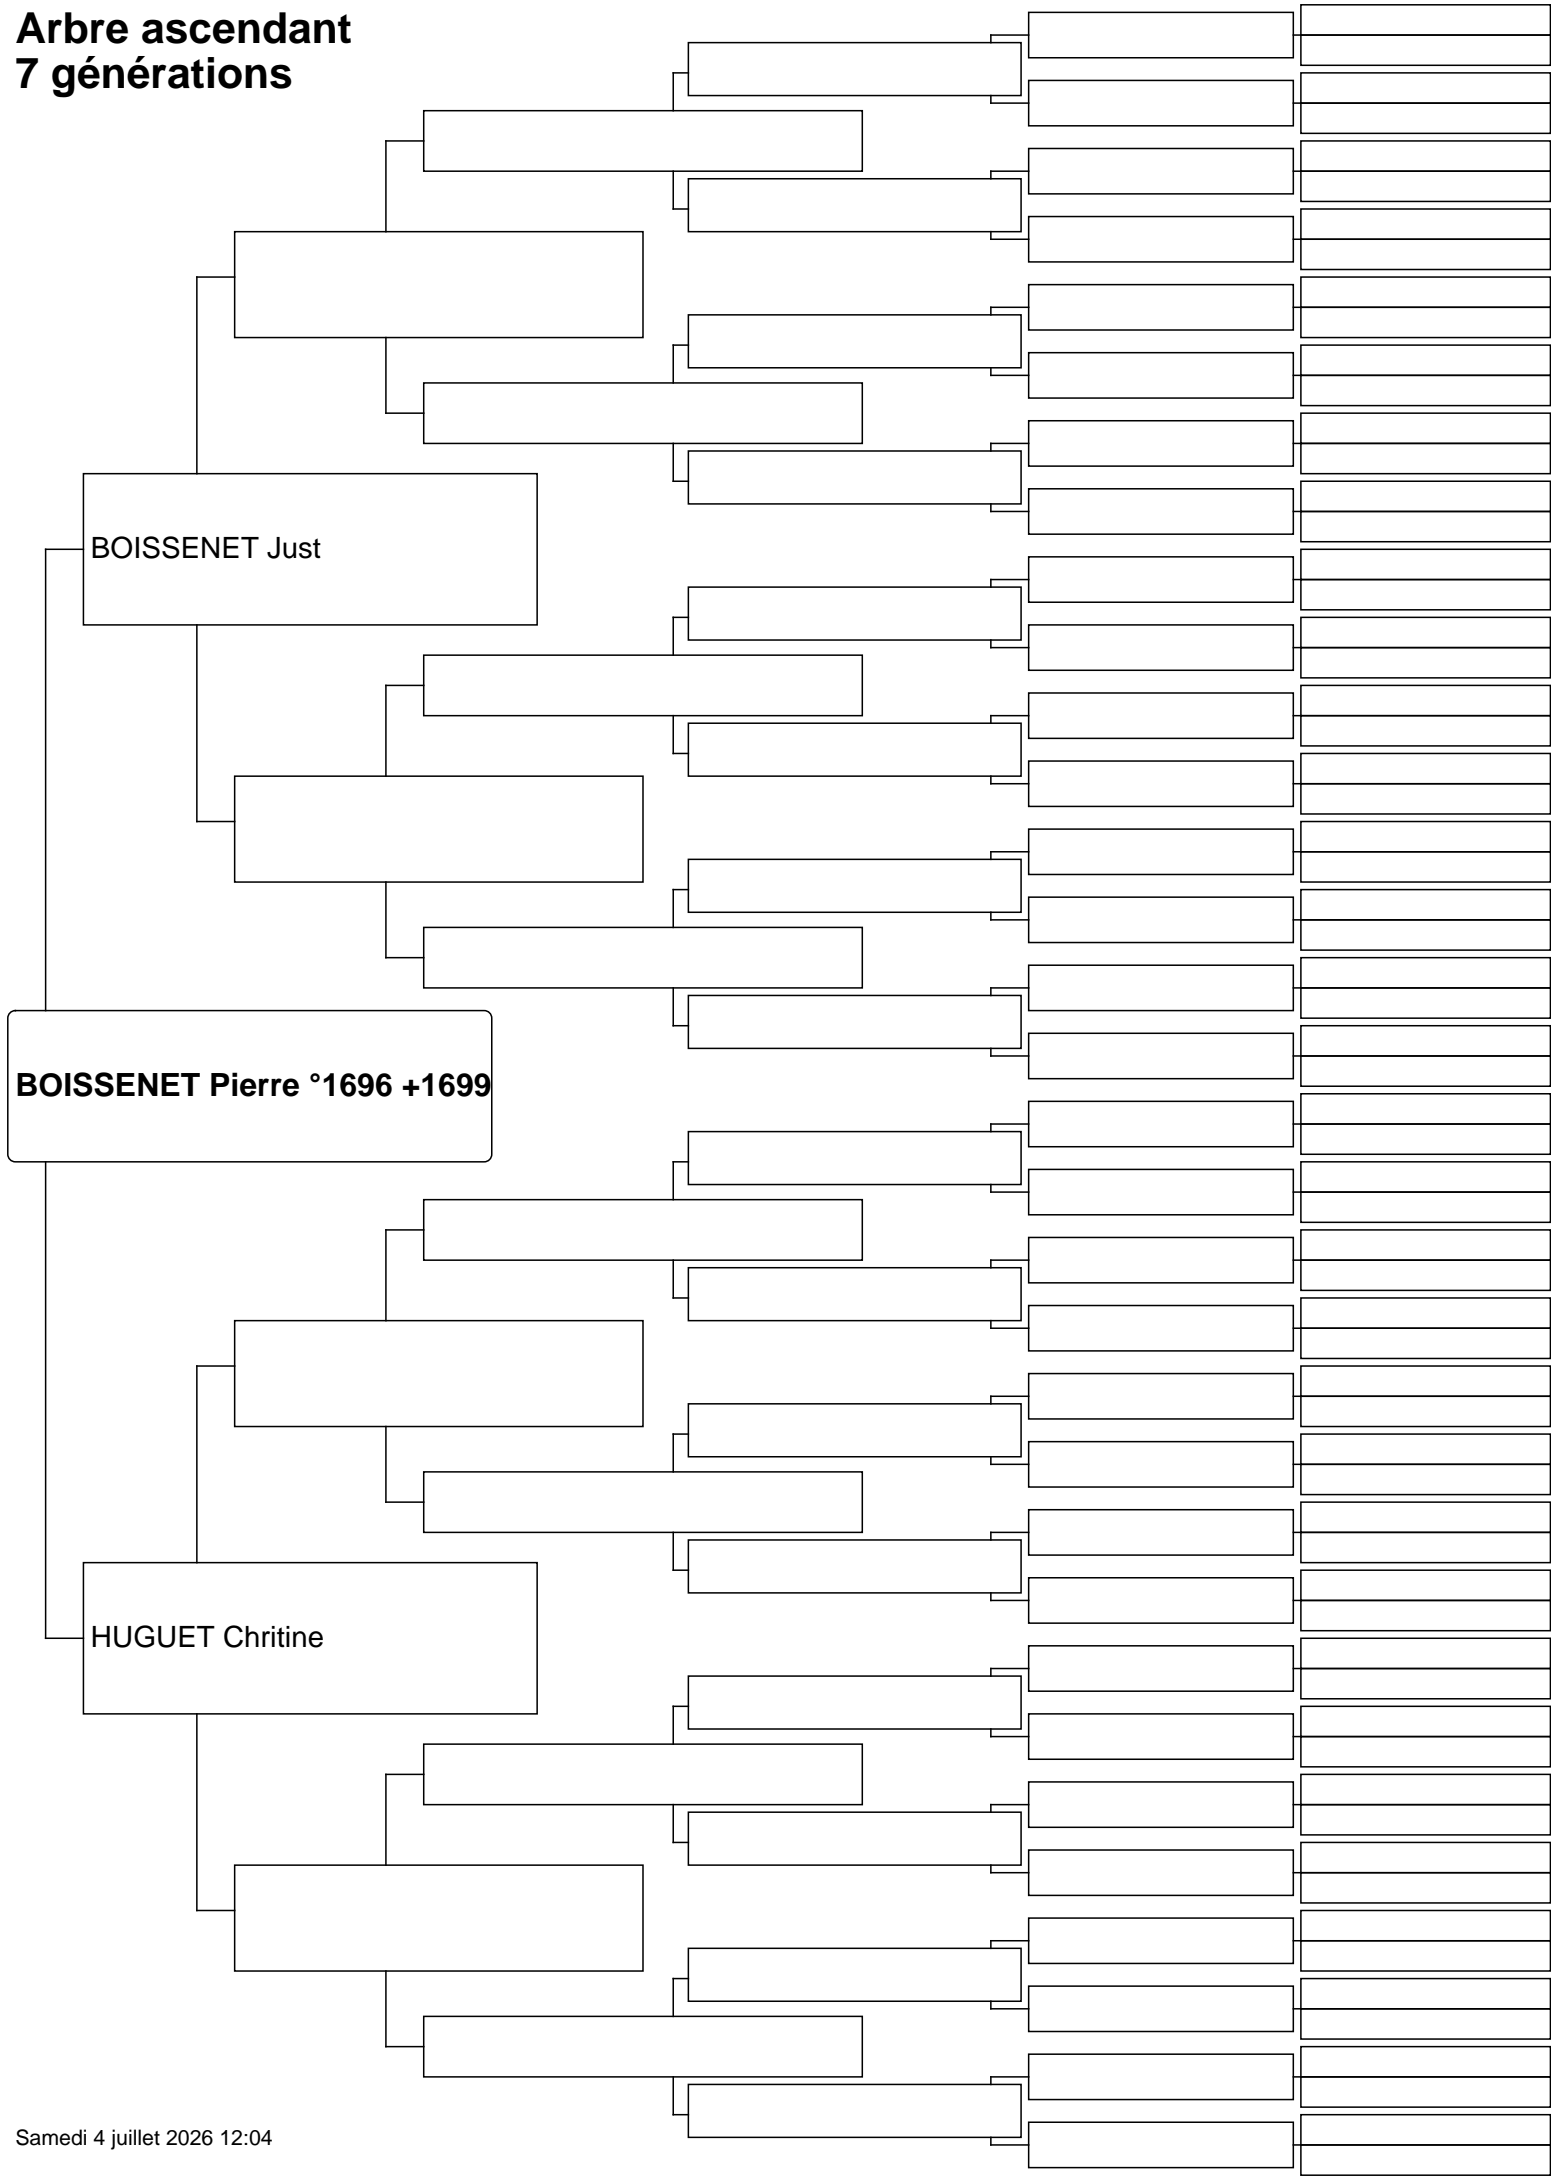 Arbre ascendant
7 générations
BOISSENET Just
BOISSENET Pierre °1696 +1699
HUGUET Chritine
Samedi 4 juillet 2026 12:04